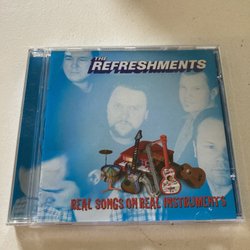 THE
REFRESHMENTS
REAL SONGS ON REAL INSTRUMENTS